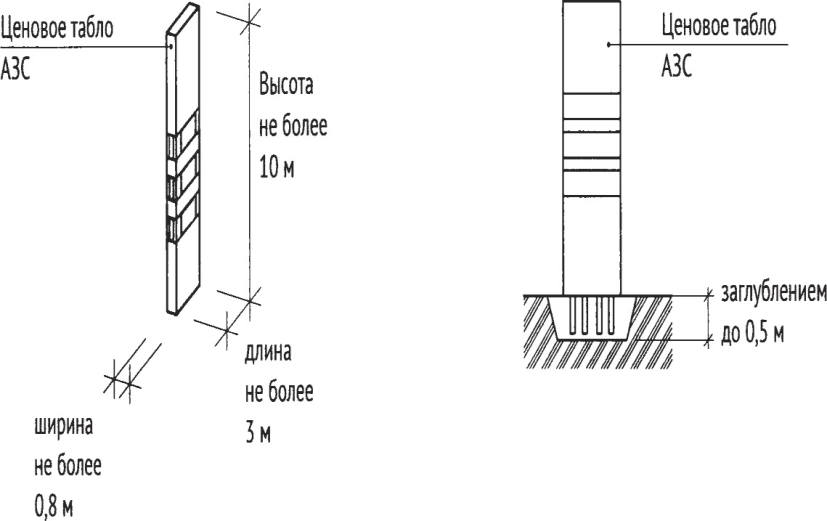 Ценовое табло
АЗС
Высота
не более
10 м
длина
не более
3 м
ширина
не более
0,8 м
Ценовое табло
АЗС
заглублением
до 0,5 м